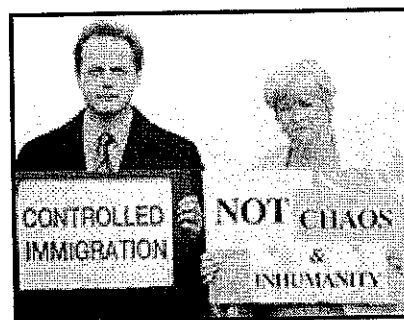 CONTROLLED
IMMIGRATION
NOT CHAOS
&
INHUMANITY